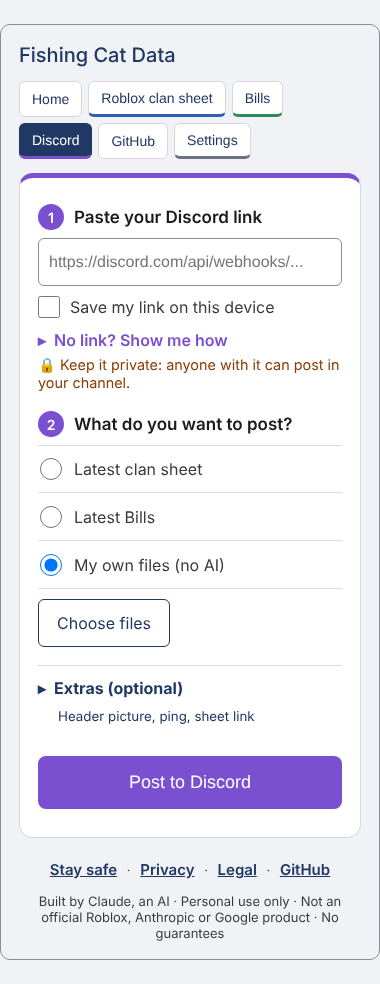 Fishing Cat Data
Home
Roblox clan sheet
Bills
Discord
GitHub
Settings
1 Paste your Discord link
https://discord.com/api/webhooks/...
Save my link on this device
▸ No link? Show me how
🔒 Keep it private: anyone with it can post in
your channel.
2 What do you want to post?
Latest clan sheet
Latest Bills
My own files (no AI)
Choose files
▸ Extras (optional)
Header picture, ping, sheet link
Post to Discord
Stay safe · Privacy · Legal · GitHub
Built by Claude, an AI · Personal use only · Not an
official Roblox, Anthropic or Google product · No
guarantees